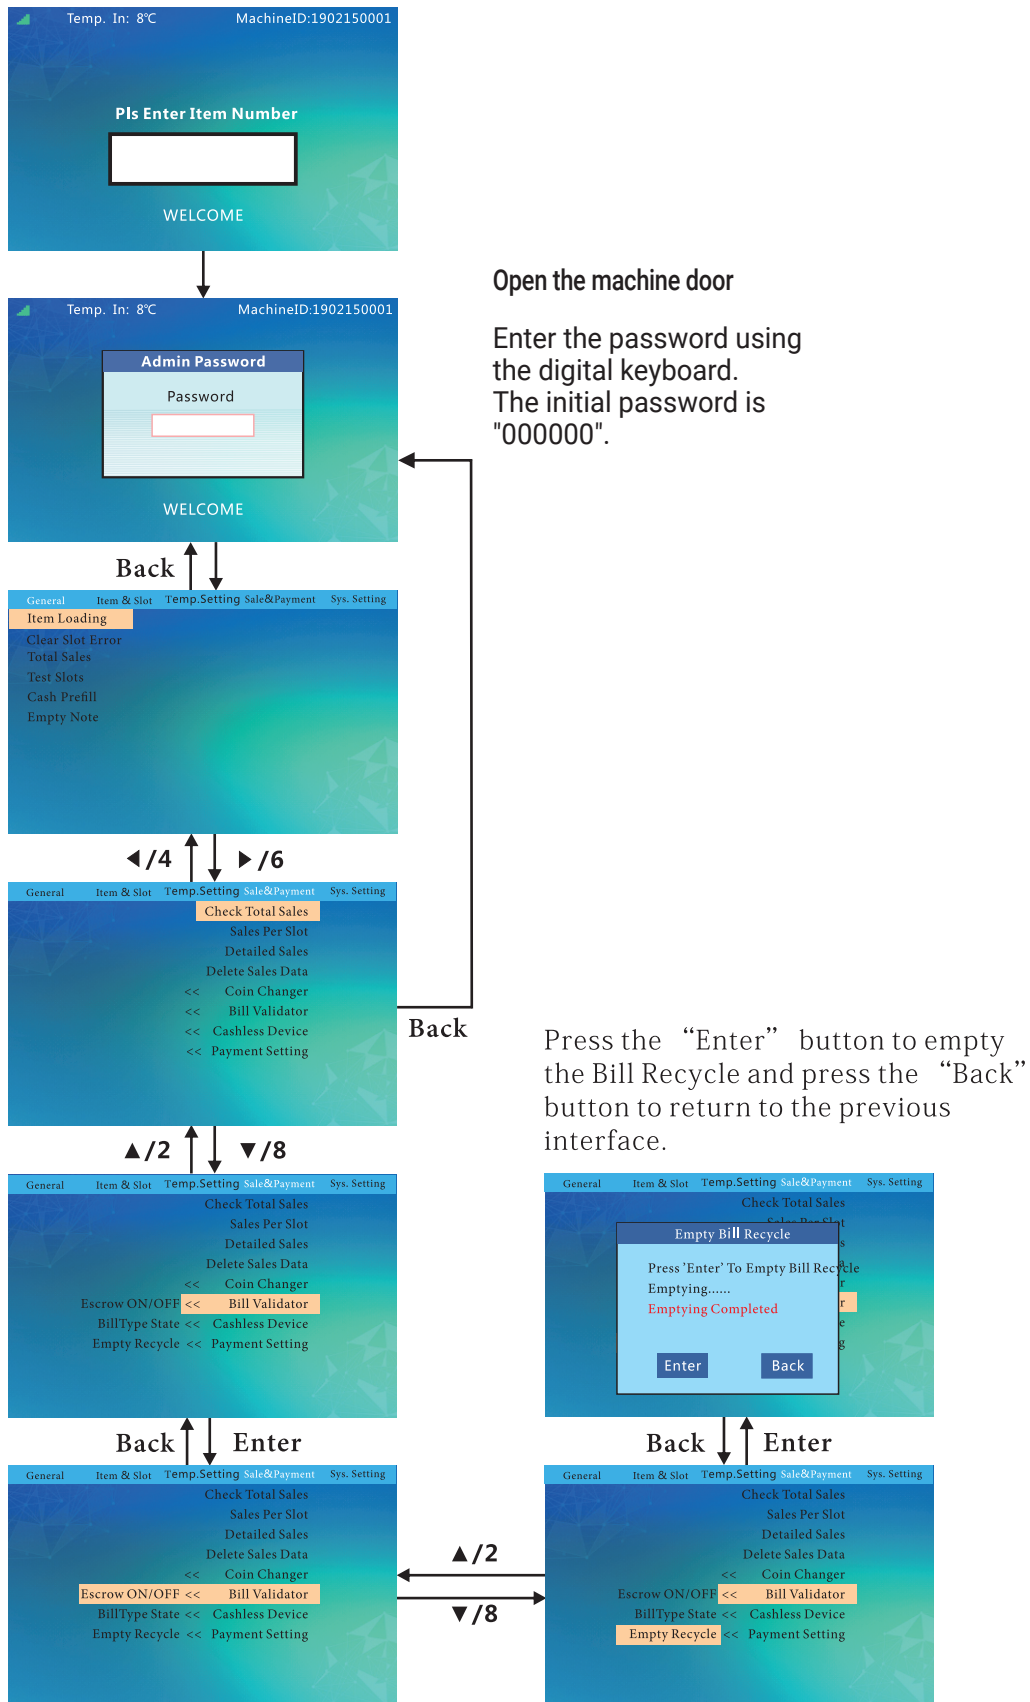 Temp. In: 8℃ MachineID:1902150001
Pls Enter Item Number
WELCOME
Temp. In: 8℃ MachineID:1902150001
Admin Password
Password
WELCOME
Open the machine door
Enter the password using
the digital keyboard.
The initial password is
"000000".
Back
General Item & Slot Temp.Setting Sale&Payment Sys. Setting
Item Loading
Clear Slot Error
Total Sales
Test Slots
Cash Prefill
Empty Note
◀/4 ▶/6
General Item & Slot Temp.Setting Sale&Payment Sys. Setting
Check Total Sales
Sales Per Slot
Detailed Sales
Delete Sales Data
<< Coin Changer
<< Bill Validator
<< Cashless Device
<< Payment Setting
Back
▲/2 ▼/8
General Item & Slot Temp.Setting Sale&Payment Sys. Setting
Check Total Sales
Sales Per Slot
Detailed Sales
Delete Sales Data
<< Coin Changer
Escrow ON/OFF << Bill Validator
BillType State << Cashless Device
Empty Recycle << Payment Setting
Back Enter
General Item & Slot Temp.Setting Sale&Payment Sys. Setting
Check Total Sales
Sales Per Slot
Detailed Sales
Delete Sales Data
<< Coin Changer
Escrow ON/OFF << Bill Validator
BillType State << Cashless Device
Empty Recycle << Payment Setting
▲/2
▼/8
Press the “Enter” button to empty
the Bill Recycle and press the “Back”
button to return to the previous
interface.
General Item & Slot Temp.Setting Sale&Payment Sys. Setting
Check Total Sales
Empty Bill Recycle
Press 'Enter' To Empty Bill Recycle
Emptying......
Emptying Completed
Enter Back
Back Enter
General Item & Slot Temp.Setting Sale&Payment Sys. Setting
Check Total Sales
Sales Per Slot
Detailed Sales
Delete Sales Data
<< Coin Changer
Escrow ON/OFF << Bill Validator
BillType State << Cashless Device
Empty Recycle << Payment Setting